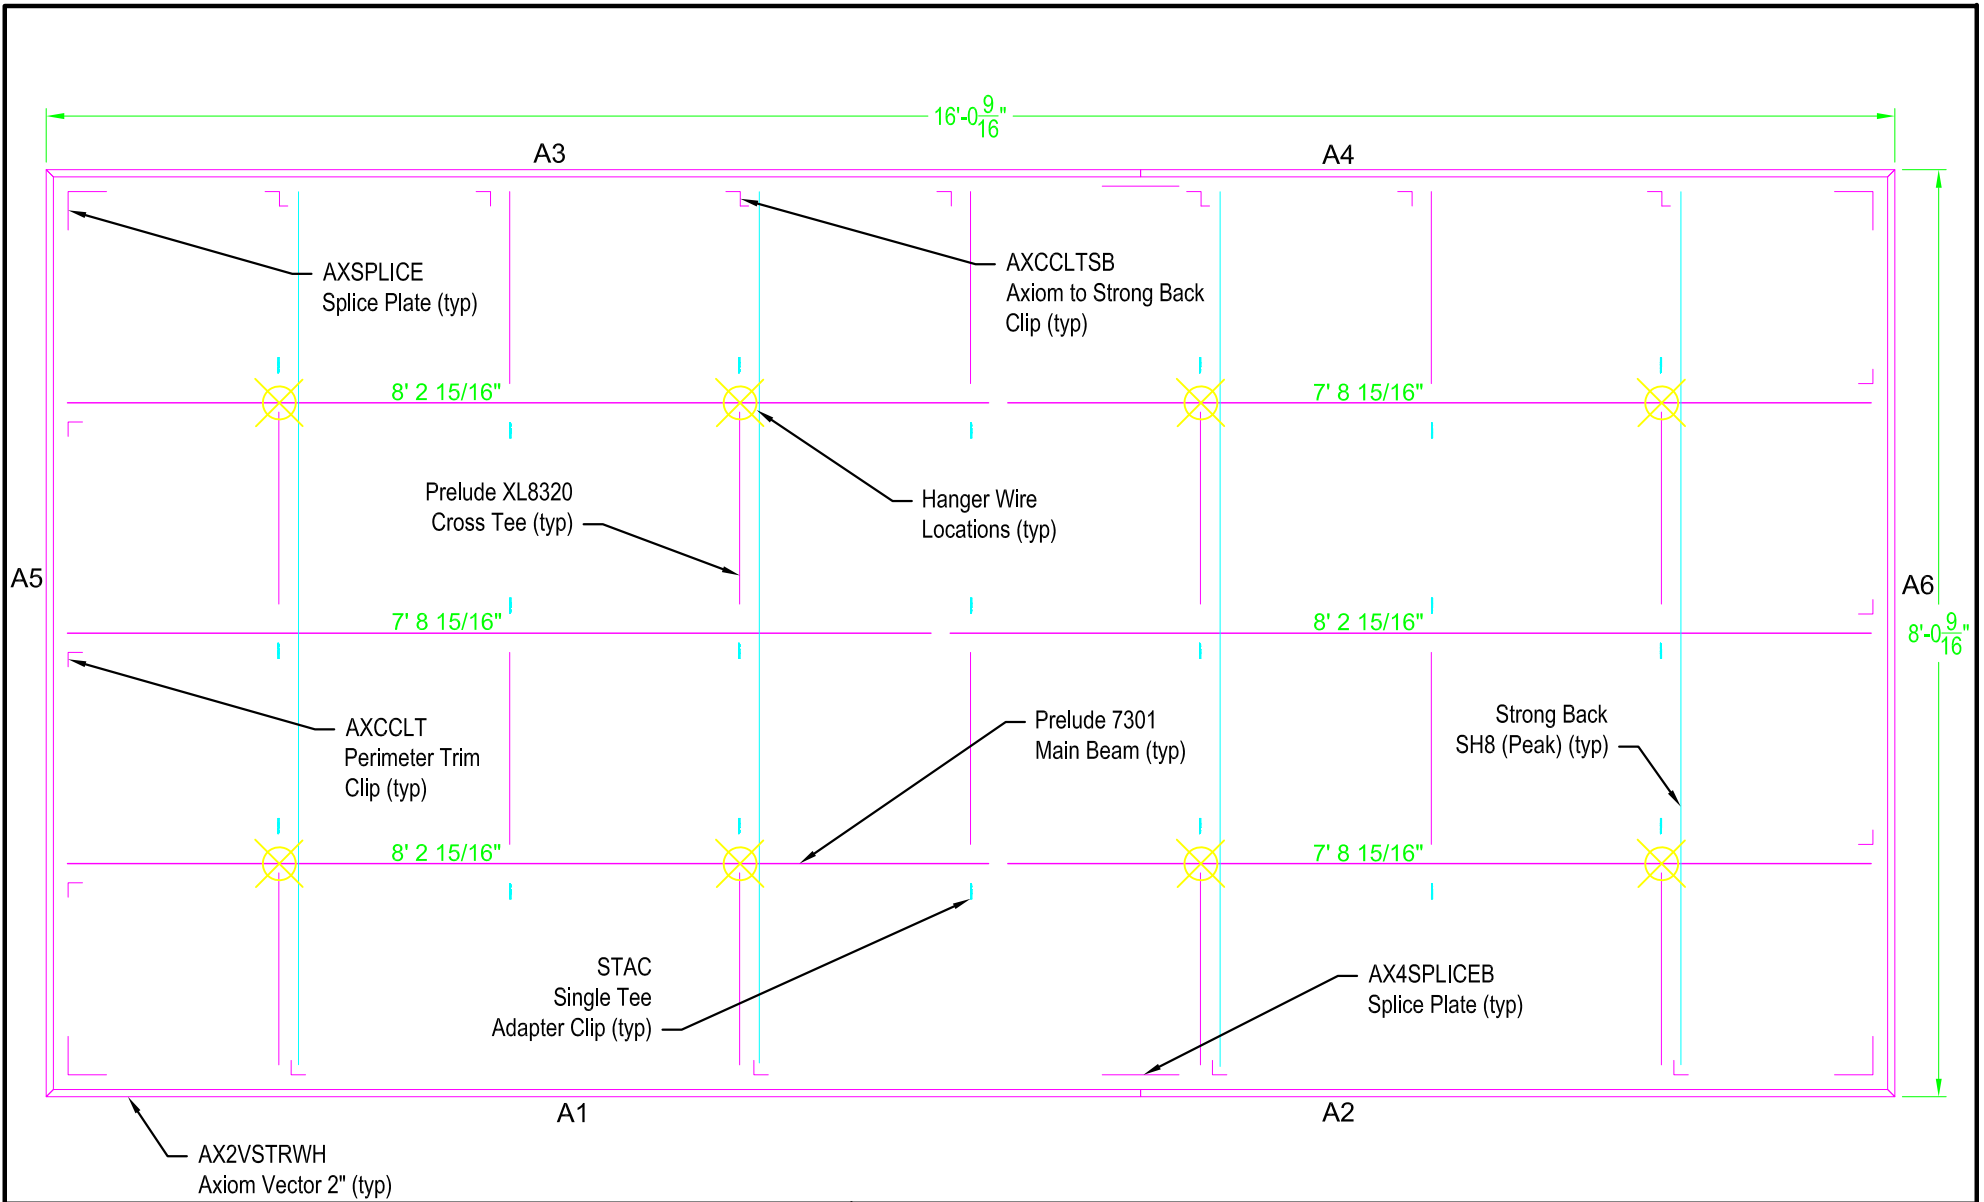 16'-0 9/16"
A3
A4
AXSPLICE
Splice Plate (typ)
AXCCLTSB
Axiom to Strong Back
Clip (typ)
8' 2 15/16"
7' 8 15/16"
Prelude XL8320
Cross Tee (typ)
Hanger Wire
Locations (typ)
A5
A6
7' 8 15/16"
8' 2 15/16"
8'-0 9/16"
AXCCLT
Perimeter Trim
Clip (typ)
Prelude 7301
Main Beam (typ)
Strong Back
SH8 (Peak) (typ)
8' 2 15/16"
7' 8 15/16"
STAC
Single Tee
Adapter Clip (typ)
AX4SPLICEB
Splice Plate (typ)
A1
A2
AX2VSTRWH
Axiom Vector 2" (typ)